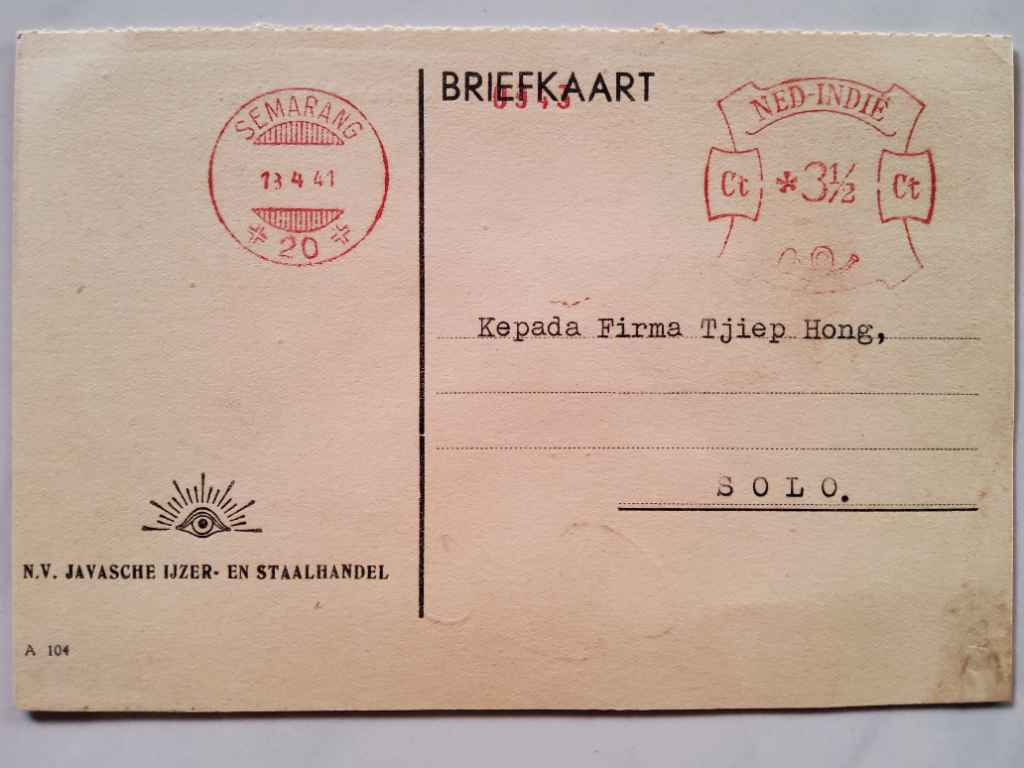 BRIEFKAART
SEMARANG
13 4 41
20
NED-INDIË
Ct *3½ Ct
Kepada Firma Tjiep Hong,
SOLO.
N.V. JAVASCHE IJZER- EN STAALHANDEL
A 104